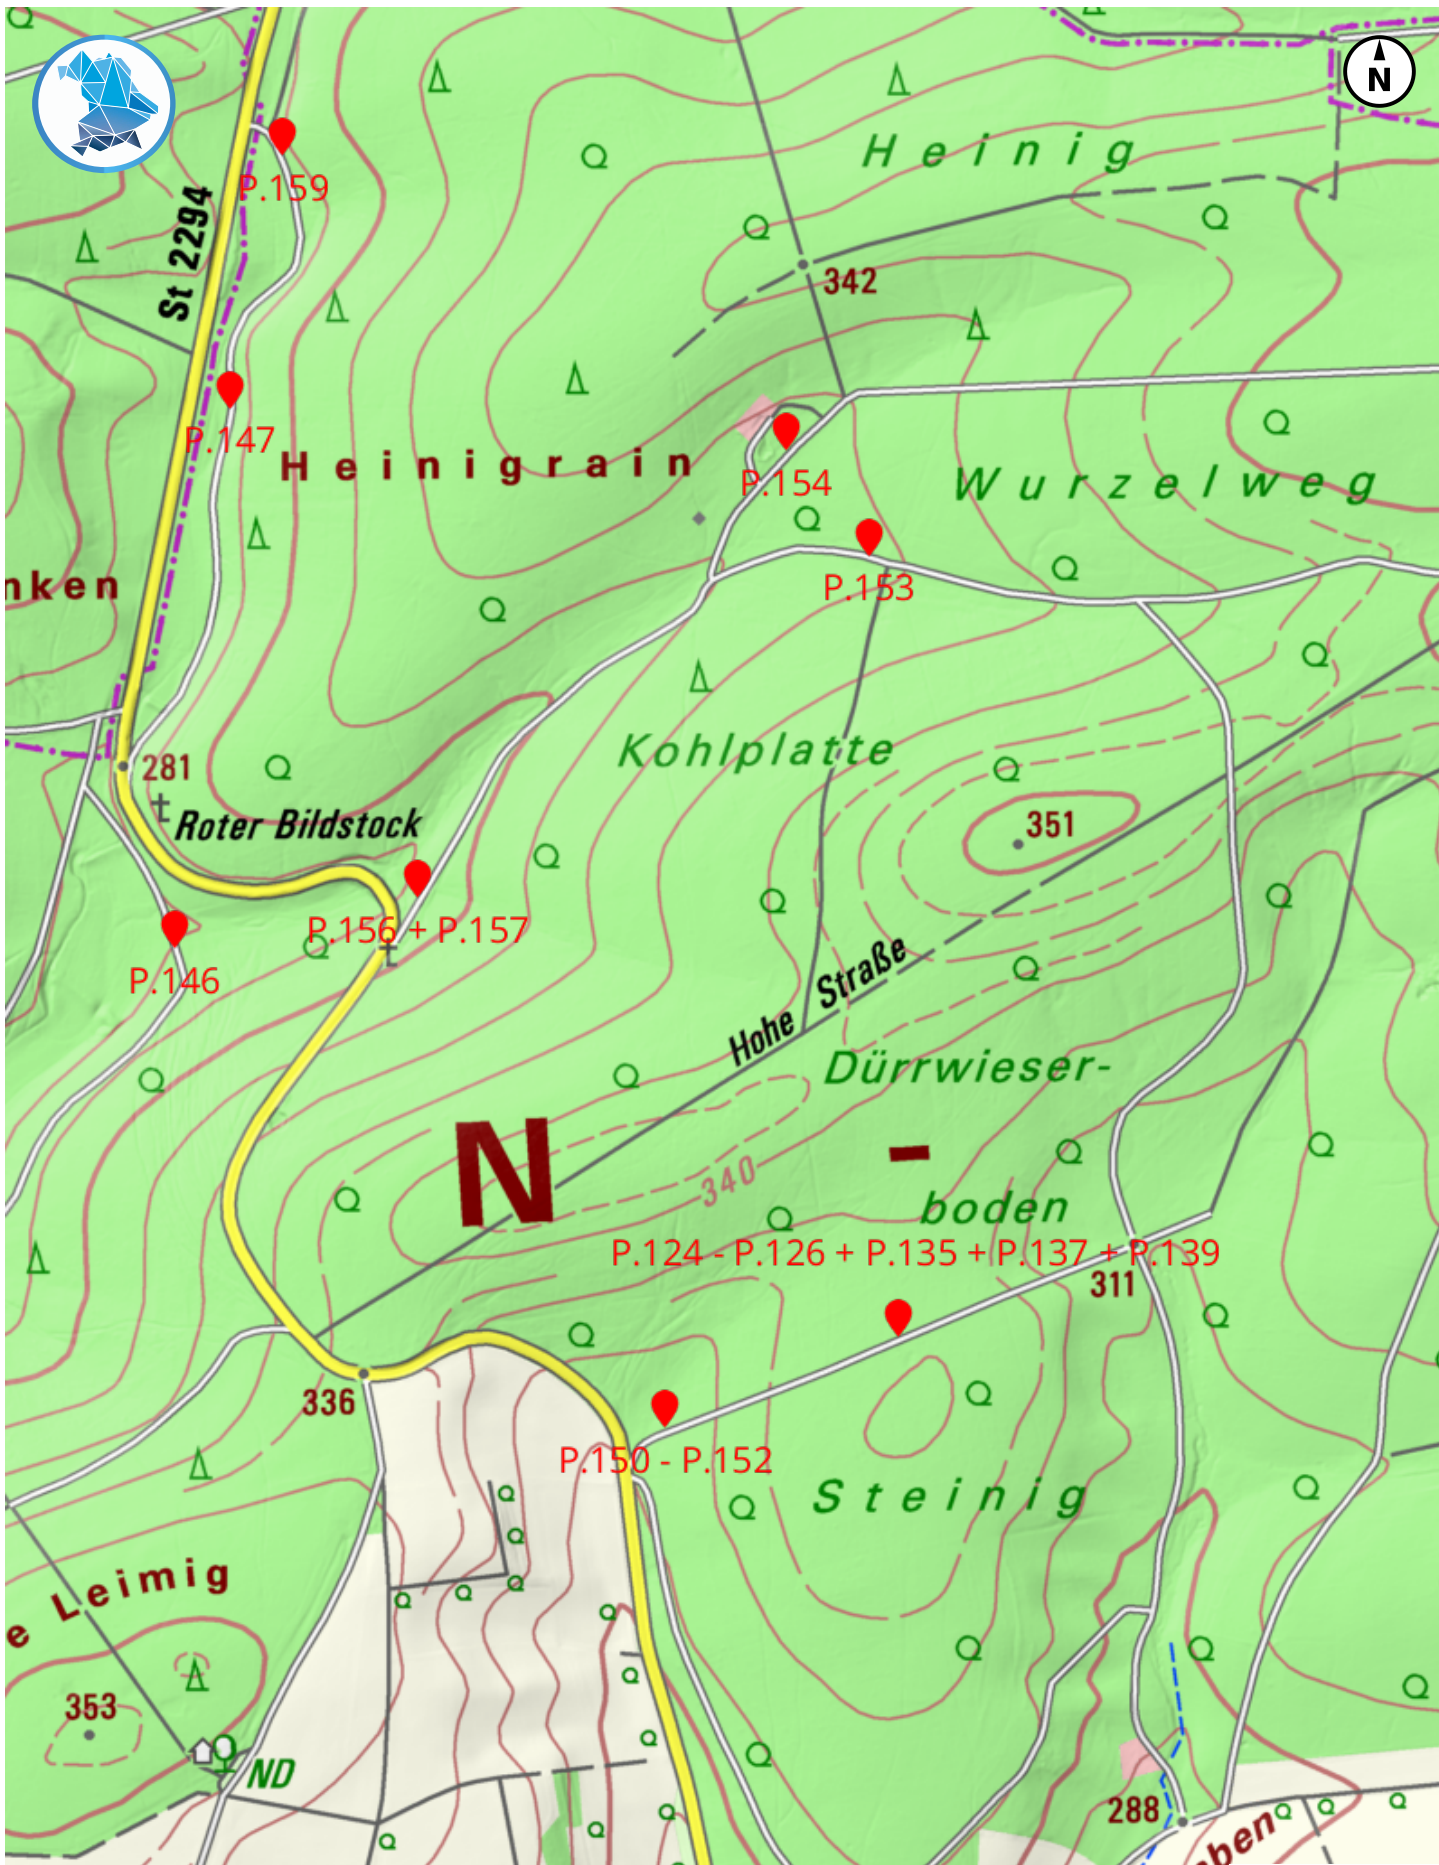 N
P.159
Heinig
St 2294
342
P.147
Heinigrain
P.154
Wurzelweg
nken
P.153
Kohlplatte
281
Roter Bildstock
351
P.156 + P.157
P.146
Hohe Straße
Dürrwieser-
N
-
340
boden
P.124 - P.126 + P.135 + P.137 + P.139
311
336
P.150 - P.152
Steinig
e Leimig
353
ND
288
ben